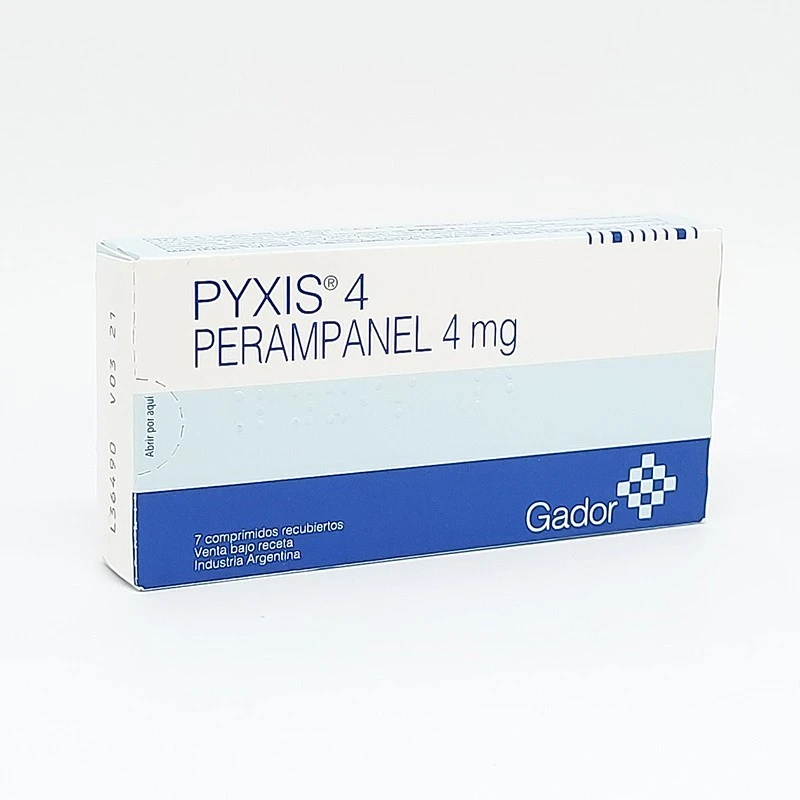 PYXIS® 4
PERAMPANEL 4 mg
Abrir por aquí
L36490 V03 21
7 comprimidos recubiertos
Venta bajo receta
Industria Argentina
Gador